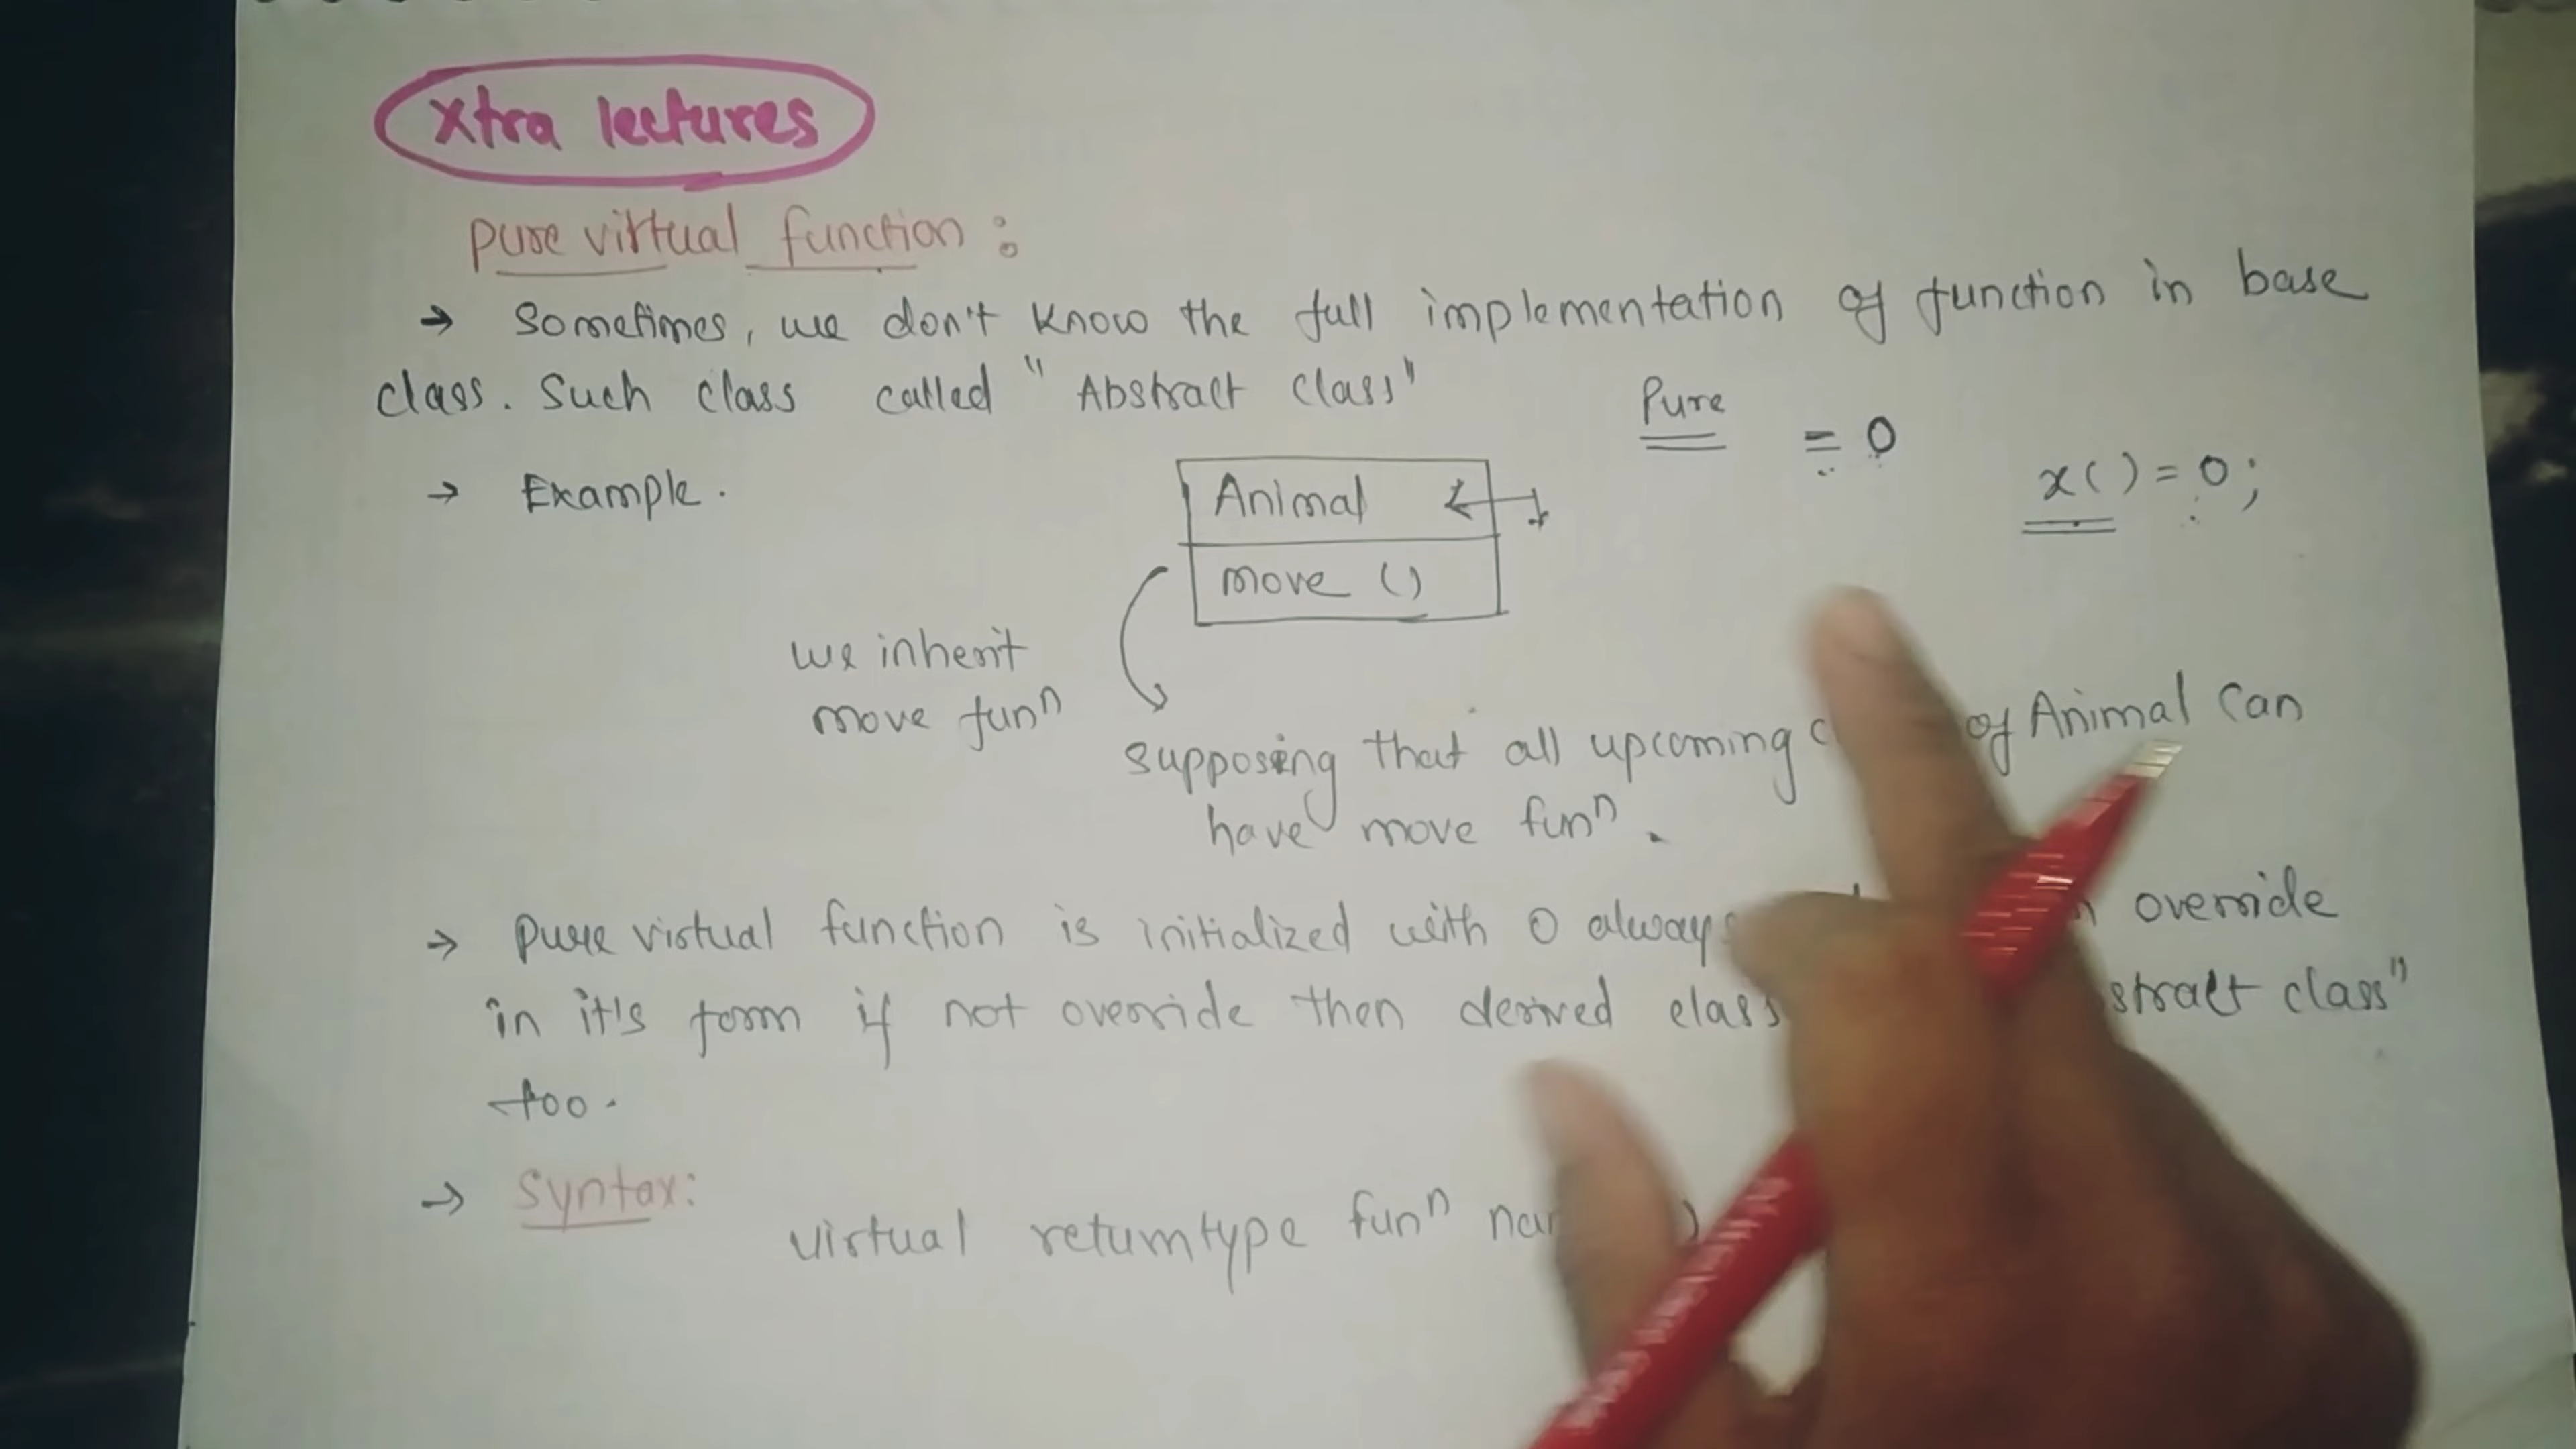 Xtra lectures
pure virtual function :
→ Sometimes, we don't know the full implementation of function in base
class. Such class called "Abstract class"
Pure = 0 x() = 0;
→ Example.
Animal
move ()
we inherit
move funⁿ
supposing that all upcoming of Animal can
have move funⁿ.
→ pure virtual function is initialized with 0 always override
in it's form if not override then derived class class"
too.
→ Syntax:
virtual returntype funⁿ